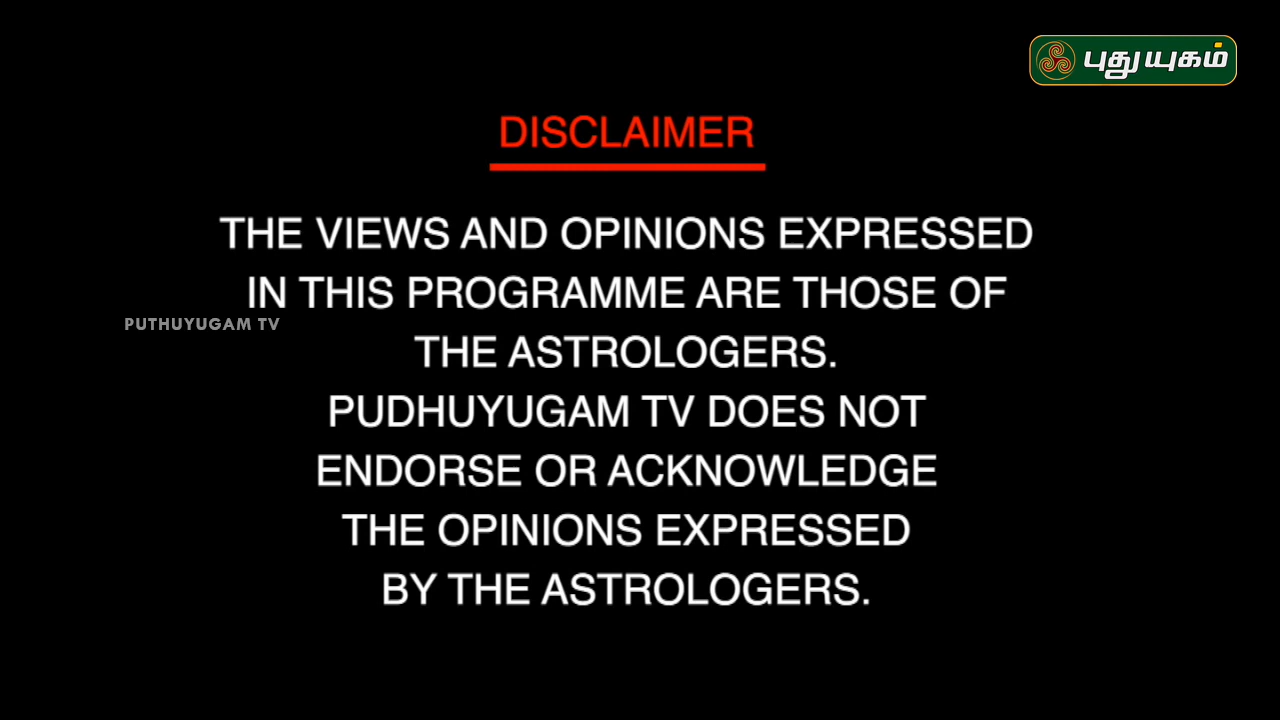 புதுயுகம்
DISCLAIMER
THE VIEWS AND OPINIONS EXPRESSED
IN THIS PROGRAMME ARE THOSE OF
PUTHUYUGAM TV
THE ASTROLOGERS.
PUDHUYUGAM TV DOES NOT
ENDORSE OR ACKNOWLEDGE
THE OPINIONS EXPRESSED
BY THE ASTROLOGERS.